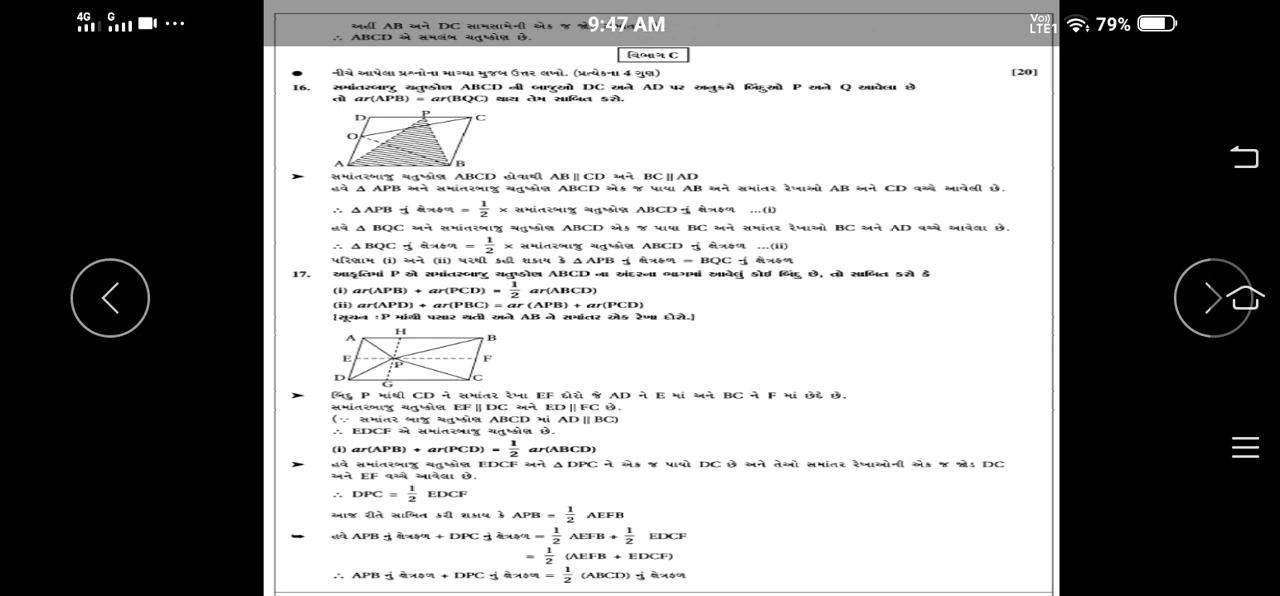 4G G ... 9:47 AM Vo)) LTE1 79%
અહીં AB અને DC સામસામેની એક જ
∴ ABCD એ સમલંબ ચતુષ્કોણ છે.
વિભાગ C
● નીચે આપેલા પ્રશ્નોના માગ્યા મુજબ ઉત્તર લખો. (પ્રત્યેકના 4 ગુણ) [20]
16. સમાંતરબાજુ ચતુષ્કોણ ABCD ની બાજુઓ DC અને AD પર અનુક્રમે બિંદુઓ P અને Q આવેલા છે
તો ar(APB) = ar(BQC) થાય તેમ સાબિત કરો.
D P C
O
A B
➤ સમાંતરબાજુ ચતુષ્કોણ ABCD હોવાથી AB || CD અને BC || AD
હવે Δ APB અને સમાંતરબાજુ ચતુષ્કોણ ABCD એક જ પાયા AB અને સમાંતર રેખાઓ AB અને CD વચ્ચે આવેલી છે.
∴ Δ APB નું ક્ષેત્રફળ = 1/2 × સમાંતરબાજુ ચતુષ્કોણ ABCD નું ક્ષેત્રફળ ...(i)
હવે Δ BQC અને સમાંતરબાજુ ચતુષ્કોણ ABCD એક જ પાયા BC અને સમાંતર રેખાઓ BC અને AD વચ્ચે આવેલા છે.
∴ Δ BQC નું ક્ષેત્રફળ = 1/2 × સમાંતરબાજુ ચતુષ્કોણ ABCD નું ક્ષેત્રફળ ...(ii)
પરિણામ (i) અને (ii) પરથી કહી શકાય કે Δ APB નું ક્ષેત્રફળ = BQC નું ક્ષેત્રફળ
17. આકૃતિમાં P એ સમાંતરબાજુ ચતુષ્કોણ ABCD ના અંદરના ભાગમાં આવેલું કોઈ બિંદુ છે, તો સાબિત કરો કે
(i) ar(APB) + ar(PCD) = 1/2 ar(ABCD)
(ii) ar(APD) + ar(PBC) = ar (APB) + ar(PCD)
[સૂચન : P માંથી પસાર થતી અને AB ને સમાંતર એક રેખા દોરો.]
A H B
E P F
D G C
➤ બિંદુ P માંથી CD ને સમાંતર રેખા EF દોરો જે AD ને E માં અને BC ને F માં છેદે છે.
સમાંતરબાજુ ચતુષ્કોણ EF || DC અને ED || FC છે.
(∵ સમાંતર બાજુ ચતુષ્કોણ ABCD માં AD || BC)
∴ EDCF એ સમાંતરબાજુ ચતુષ્કોણ છે.
(i) ar(APB) + ar(PCD) = 1/2 ar(ABCD)
➤ હવે સમાંતરબાજુ ચતુષ્કોણ EDCF અને Δ DPC ને એક જ પાયો DC છે અને તેઓ સમાંતર રેખાઓની એક જ જોડ DC
અને EF વચ્ચે આવેલા છે.
∴ DPC = 1/2 EDCF
આજ રીતે સાબિત કરી શકાય કે APB = 1/2 AEFB
➥ હવે APB નું ક્ષેત્રફળ + DPC નું ક્ષેત્રફળ = 1/2 AEFB + 1/2 EDCF
= 1/2 (AEFB + EDCF)
∴ APB નું ક્ષેત્રફળ + DPC નું ક્ષેત્રફળ = 1/2 (ABCD) નું ક્ષેત્રફળ